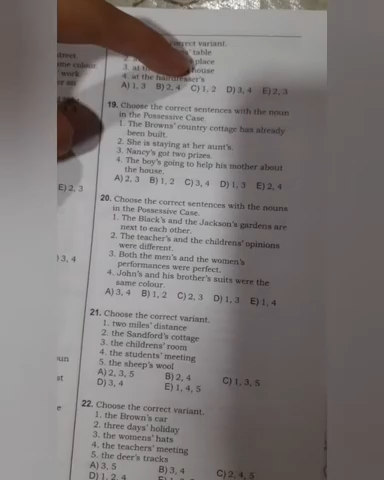 correct variant.
table
place
3. at house
4. at the hairdresser's
A) 1, 3 B) 2, 4 C) 1, 2 D) 3, 4 E) 2, 3
19. Choose the correct sentences with the noun
in the Possessive Case.
1. The Browns' country cottage has already
been built.
2. She is staying at her aunt's.
3. Nancy's got two prizes.
4. The boy's going to help his mother about
the house.
A) 2, 3 B) 1, 2 C) 3, 4 D) 1, 3 E) 2, 4
20. Choose the correct sentences with the nouns
in the Possessive Case.
1. The Black's and the Jackson's gardens are
next to each other.
2. The teacher's and the childrens' opinions
were different.
3. Both the men's and the women's
performances were perfect.
4. John's and his brother's suits were the
same colour.
A) 3, 4 B) 1, 2 C) 2, 3 D) 1, 3 E) 1, 4
21. Choose the correct variant.
1. two miles' distance
2. the Sandford's cottage
3. the childrens' room
4. the students' meeting
5. the sheep's wool
A) 2, 3, 5 B) 2, 4 C) 1, 3, 5
D) 3, 4 E) 1, 4, 5
22. Choose the correct variant.
1. the Brown's car
2. three days' holiday
3. the womens' hats
4. the teachers' meeting
5. the deer's tracks
A) 3, 5 B) 3, 4 C) 2, 4, 5
D) 1, 2, 4
me colour
work
E) 2, 3
3, 4